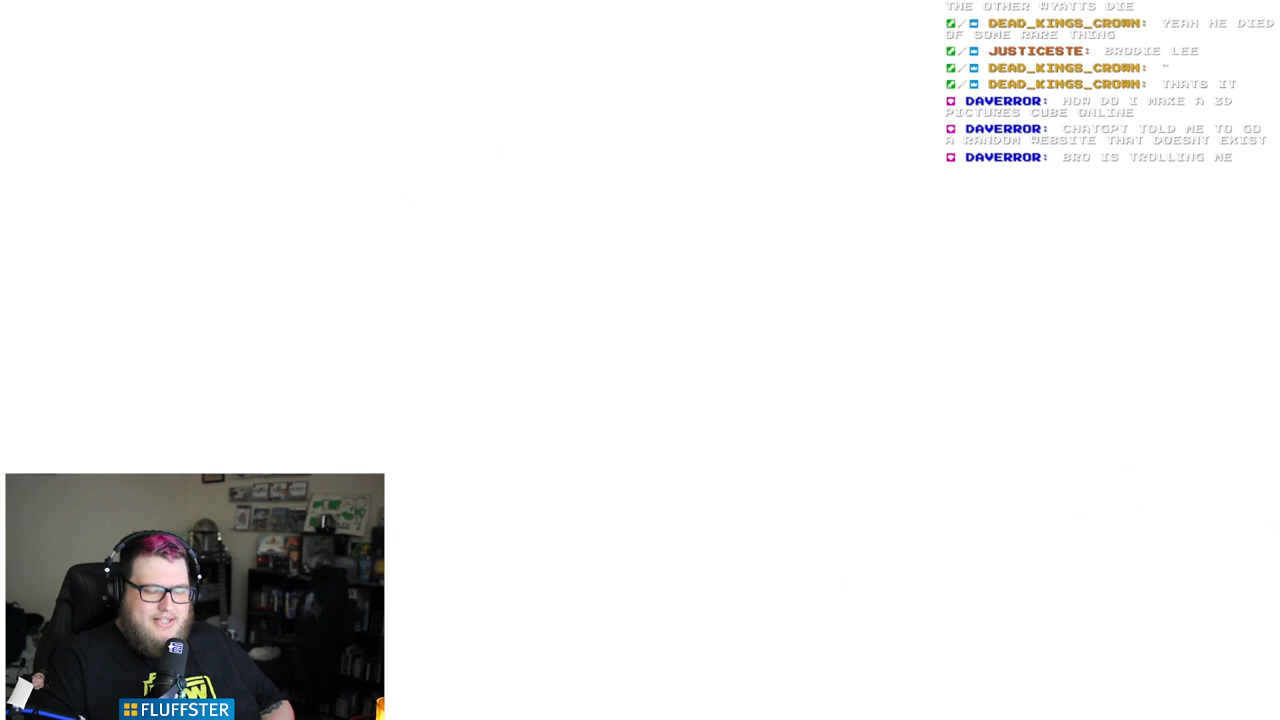 THE OTHER WYATTS DIE
DEAD_KINGS_CROWN: YEAH HE DIED
OF SOME RARE THING
JUSTICESTE: BRODIE LEE
DEAD_KINGS_CROWN: ^
DEAD_KINGS_CROWN: THATS IT
DAVERROR: HOW DO I MAKE A 3D
PICTURES CUBE ONLINE
DAVERROR: CHATGPT TOLD ME TO GO
A RANDOM WEBSITE THAT DOESNT EXIST
DAVERROR: BRO IS TROLLING ME
FLUFFSTER